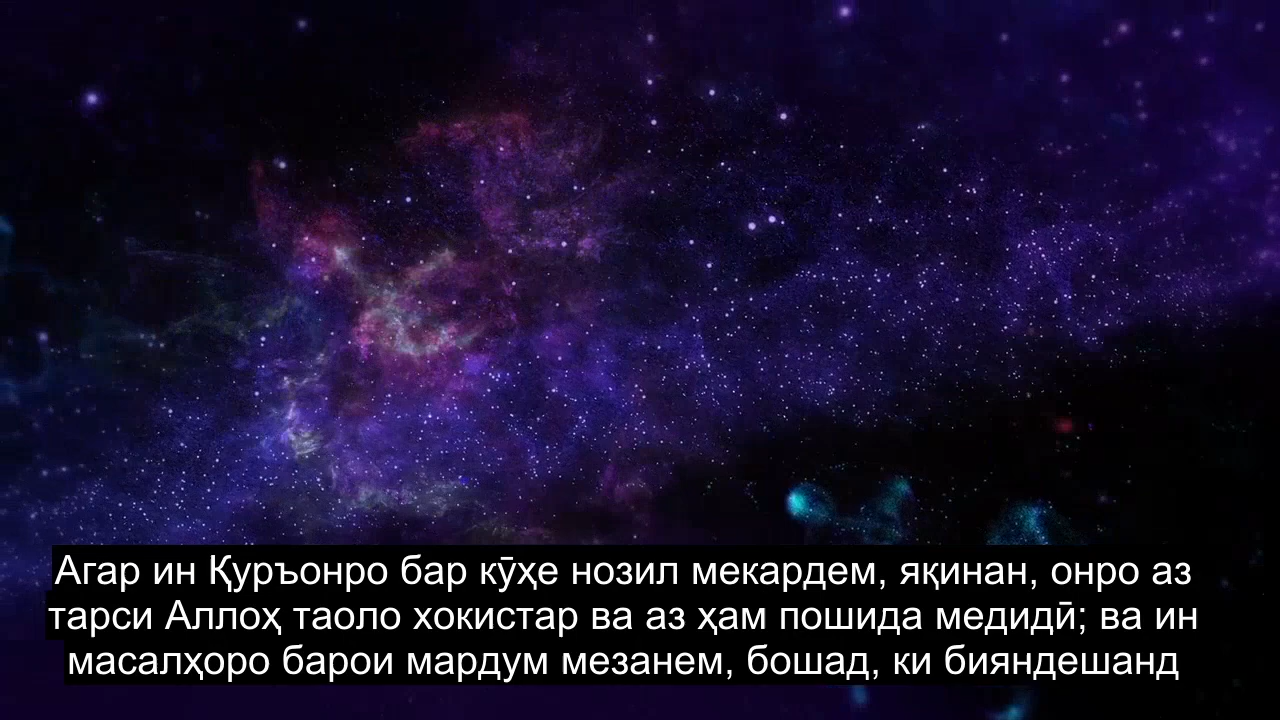 Агар ин Қуръонро бар кӯҳе нозил мекардем, яқинан, онро аз
тарси Аллоҳ таоло хокистар ва аз ҳам пошида медидӣ; ва ин
масалҳоро барои мардум мезанем, бошад, ки бияндешанд